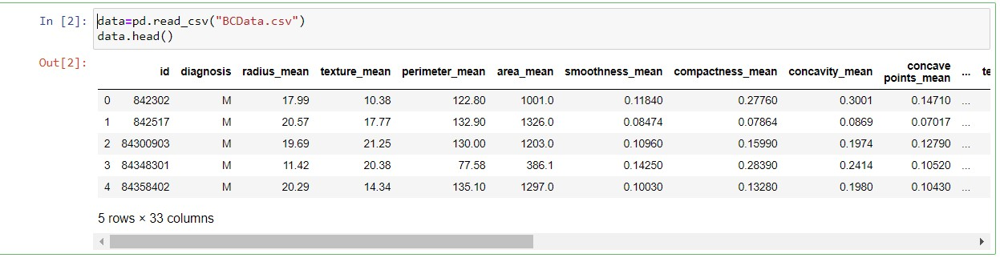 In [2]: data=pd.read_csv("BCData.csv")
data.head()
Out[2]:
id diagnosis radius_mean texture_mean perimeter_mean area_mean smoothness_mean compactness_mean concavity_mean concave points_mean ... te
0 842302 M 17.99 10.38 122.80 1001.0 0.11840 0.27760 0.3001 0.14710 ...
1 842517 M 20.57 17.77 132.90 1326.0 0.08474 0.07864 0.0869 0.07017 ...
2 84300903 M 19.69 21.25 130.00 1203.0 0.10960 0.15990 0.1974 0.12790 ...
3 84348301 M 11.42 20.38 77.58 386.1 0.14250 0.28390 0.2414 0.10520 ...
4 84358402 M 20.29 14.34 135.10 1297.0 0.10030 0.13280 0.1980 0.10430 ...
5 rows × 33 columns